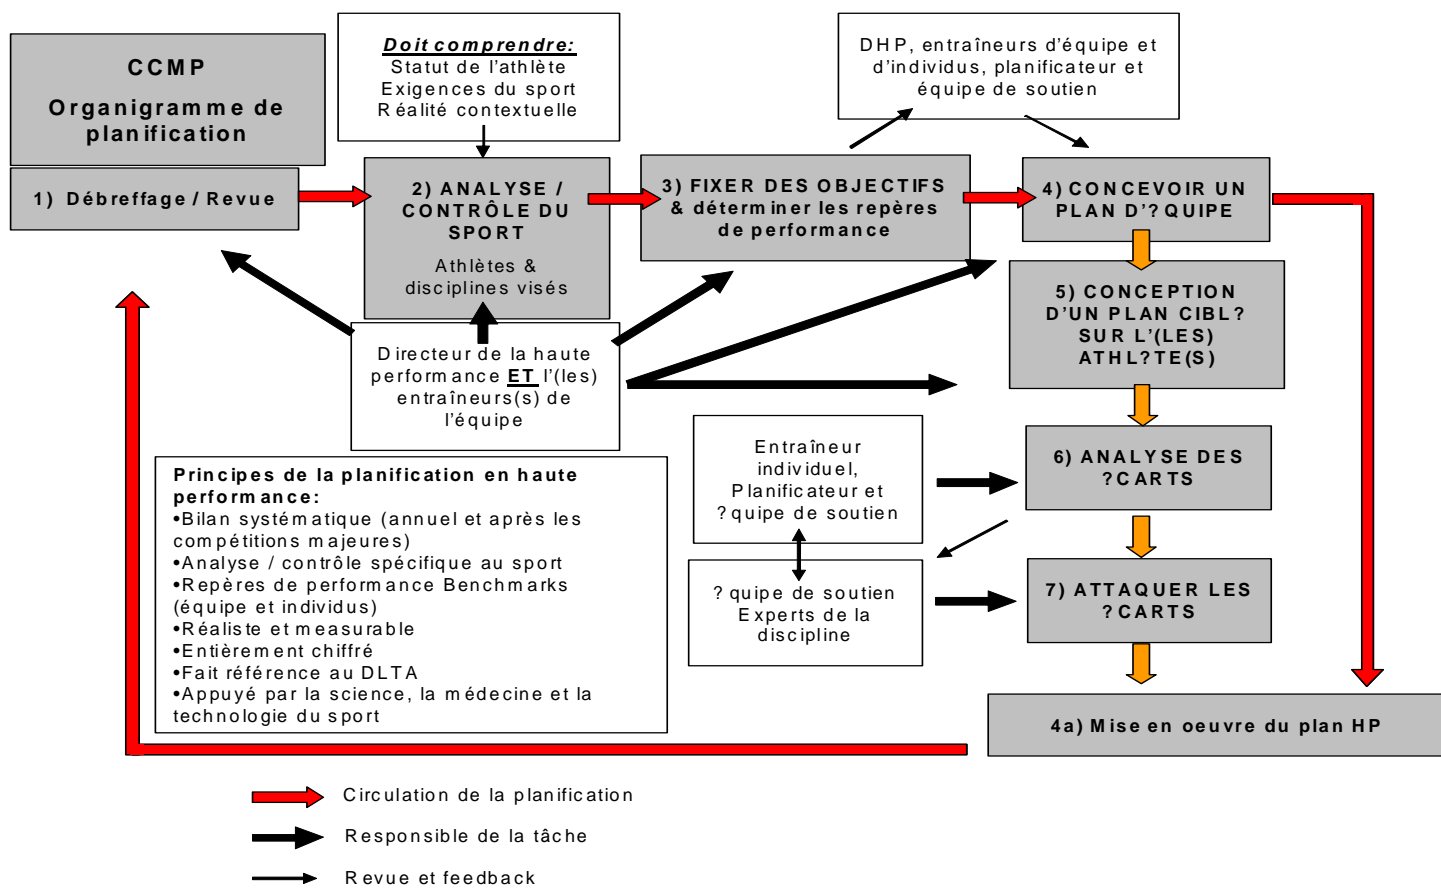 CCMP
Organigramme de
planification
1) Débreffage / Revue
Doit comprendre:
Statut de l'athlète
Exigences du sport
Réalité contextuelle
2) ANALYSE /
CONTRÔLE DU
SPORT
Athlètes &
disciplines visés
3) FIXER DES OBJECTIFS
& déterminer les repères
de performance
DHP, entraîneurs d'équipe et
d'individus, planificateur et
équipe de soutien
4) CONCEVOIR UN
PLAN D'?QUIPE
5) CONCEPTION
D'UN PLAN CIBL?
SUR L'(LES)
ATHL?TE(S)
Directeur de la haute
performance ET l'(les)
entraîneurs(s) de
l'équipe
Entraîneur
individuel,
Planificateur et
?quipe de soutien
6) ANALYSE DES
?CARTS
?quipe de soutien
Experts de la
discipline
7) ATTAQUER LES
?CARTS
Principes de la planification en haute
performance:
•Bilan systématique (annuel et après les
compétitions majeures)
•Analyse / contrôle spécifique au sport
•Repères de performance Benchmarks
(équipe et individus)
•Réaliste et measurable
•Entièrement chiffré
•Fait référence au DLTA
•Appuyé par la science, la médecine et la
technologie du sport
4a) Mise en oeuvre du plan HP
Circulation de la planification
Responsible de la tâche
Revue et feedback